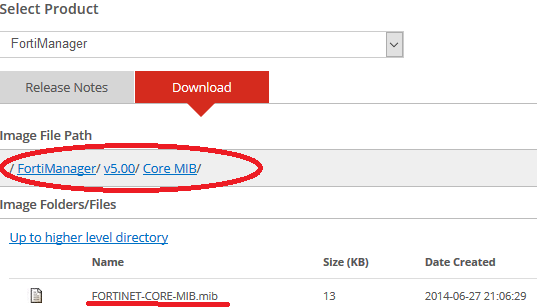 Select Product
FortiManager
Release Notes Download
Image File Path
/ FortiManager/ v5.00/ Core MIB/
Image Folders/Files
Up to higher level directory
Name Size (KB) Date Created
FORTINET-CORE-MIB.mib 13 2014-06-27 21:06:29